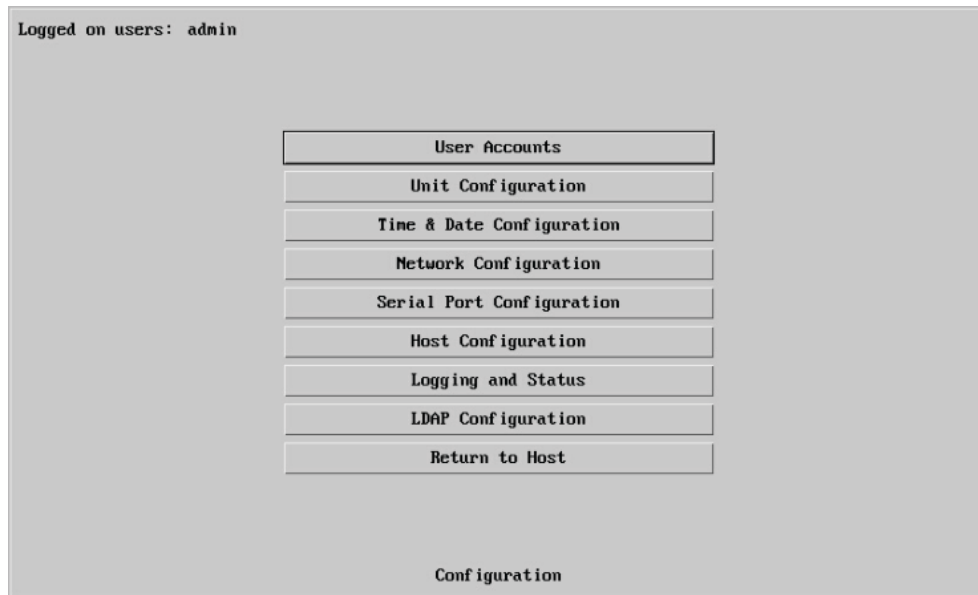 Logged on users: admin
User Accounts
Unit Configuration
Time & Date Configuration
Network Configuration
Serial Port Configuration
Host Configuration
Logging and Status
LDAP Configuration
Return to Host
Configuration